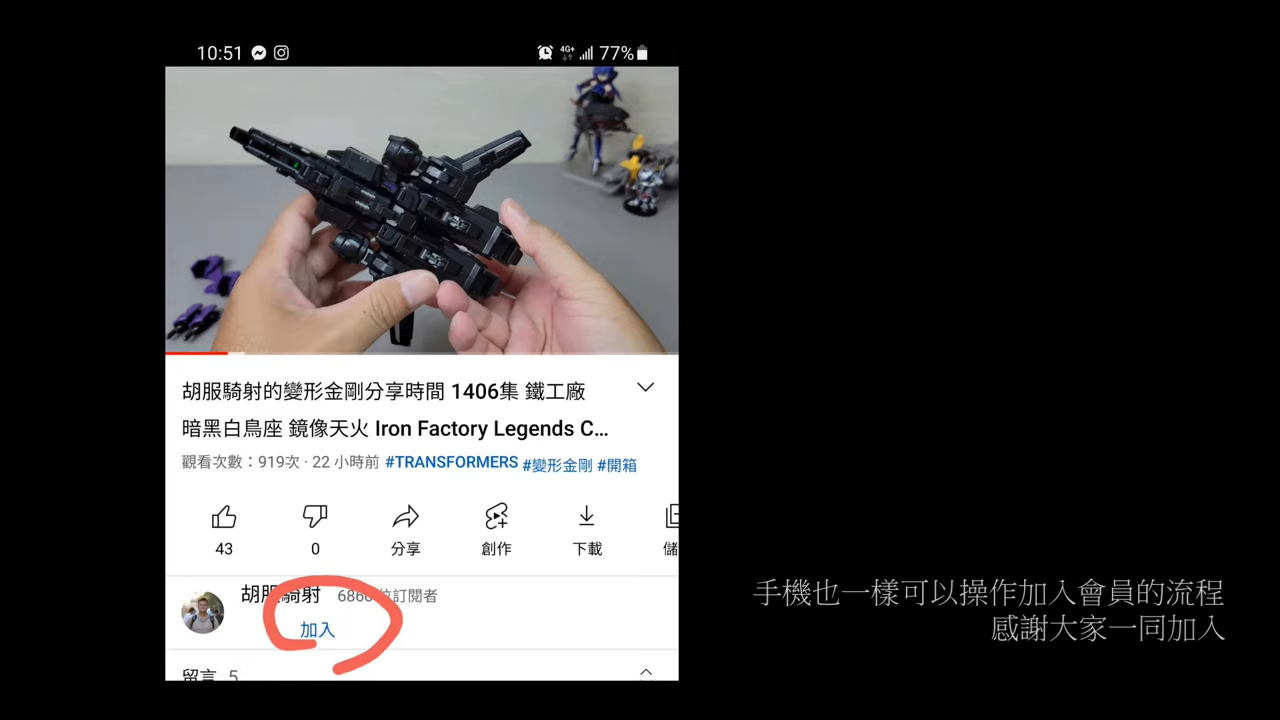 10:51 4G+ 77%
胡服騎射的變形金剛分享時間 1406集 鐵工廠
暗黑白鳥座 鏡像天火 Iron Factory Legends C...
觀看次數：919次 · 22 小時前 #TRANSFORMERS #變形金剛 #開箱
43 0 分享 創作 下載 儲
胡服騎射 6860 位訂閱者
加入
留言 5
手機也一樣可以操作加入會員的流程
感謝大家一同加入